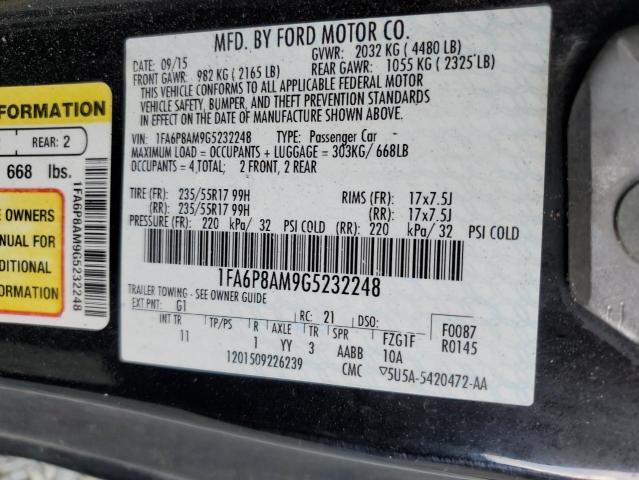 MFD. BY FORD MOTOR CO.
DATE: 09/15 GVWR: 2032 KG ( 4480 LB)
FRONT GAWR: 982 KG ( 2165 LB) REAR GAWR: 1055 KG ( 2325 LB)
THIS VEHICLE CONFORMS TO ALL APPLICABLE FEDERAL MOTOR
VEHICLE SAFETY, BUMPER, AND THEFT PREVENTION STANDARDS
IN EFFECT ON THE DATE OF MANUFACTURE SHOWN ABOVE.
VIN: 1FA6P8AM9G5232248 TYPE: Passenger Car
MAXIMUM LOAD = OCCUPANTS + LUGGAGE = 303KG/ 668LB
OCCUPANTS = 4 TOTAL; 2 FRONT, 2 REAR
TIRE (FR): 235/55R17 99H RIMS (FR): 17x7.5J
(RR): 235/55R17 99H (RR): 17x7.5J
PRESSURE (FR): 220 kPa/ 32 PSI COLD (RR): 220 kPa/ 32 PSI COLD
1FA6P8AM9G5232248
TRAILER TOWING - SEE OWNER GUIDE
EXT PNT: G1 RC: 21 DSO: F0087
INT TR TP/PS R AXLE TR SPR FZG1F R0145
11 1 YY 3 AABB 10A
1201509226239 CMC ▽5U5A-5420472-AA
FORMATION
REAR: 2
668 lbs.
E OWNERS
NUAL FOR
DITIONAL
ORMATION
1FA6P8AM9G5232248